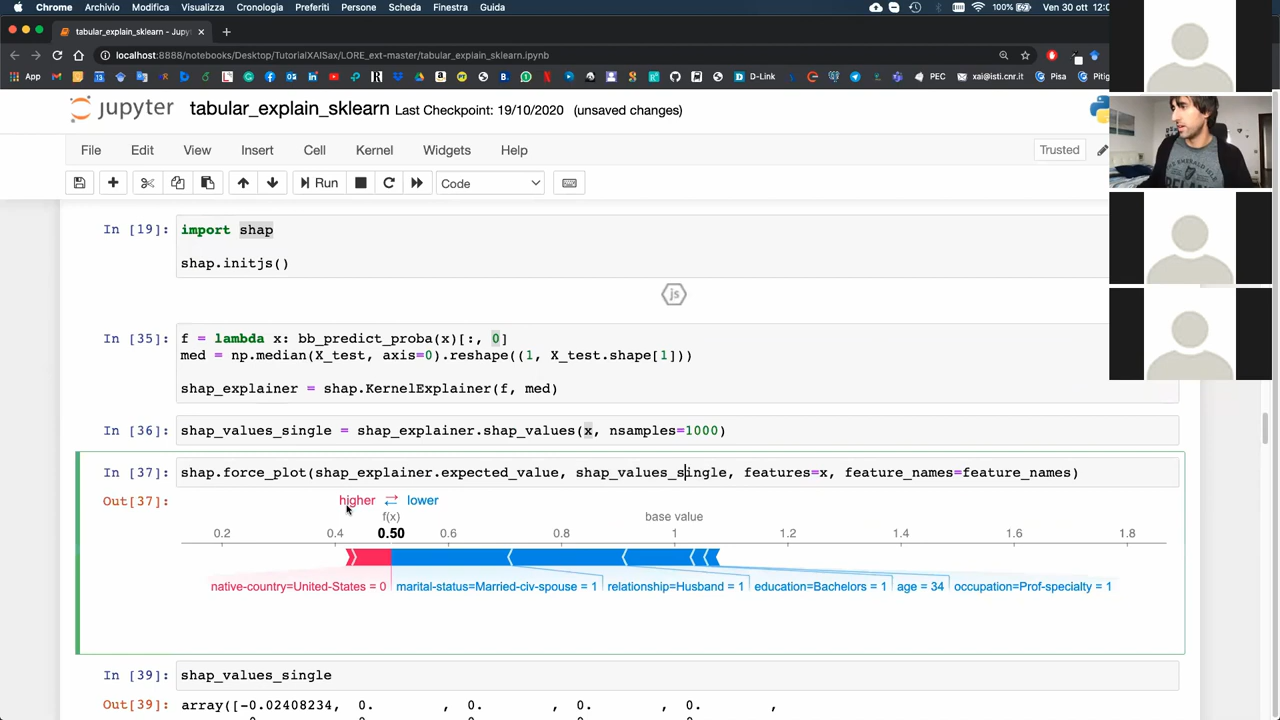 Chrome Archivio Modifica Visualizza Cronologia Preferiti Persone Scheda Finestra Guida 100% Ven 30 ott 12:0
tabular_explain_sklearn - Jupyt
localhost:8888/notebooks/Desktop/TutorialXAISax/LORE_ext-master/tabular_explain_sklearn.ipynb
App D-Link PEC xai@isti.cnr.it Pisa Pitig
jupyter tabular_explain_sklearn Last Checkpoint: 19/10/2020 (unsaved changes)
File Edit View Insert Cell Kernel Widgets Help Trusted
Run Code
In [19]: import shap
shap.initjs()
js
In [35]: f = lambda x: bb_predict_proba(x)[:, 0]
med = np.median(X_test, axis=0).reshape((1, X_test.shape[1]))
shap_explainer = shap.KernelExplainer(f, med)
In [36]: shap_values_single = shap_explainer.shap_values(x, nsamples=1000)
In [37]: shap.force_plot(shap_explainer.expected_value, shap_values_single, features=x, feature_names=feature_names)
Out[37]: higher ⇄ lower
f(x) base value
0.2 0.4 0.50 0.6 0.8 1 1.2 1.4 1.6 1.8
native-country=United-States = 0 marital-status=Married-civ-spouse = 1 relationship=Husband = 1 education=Bachelors = 1 age = 34 occupation=Prof-specialty = 1
In [39]: shap_values_single
Out[39]: array([-0.02408234, 0. , 0. , 0. , 0. ,